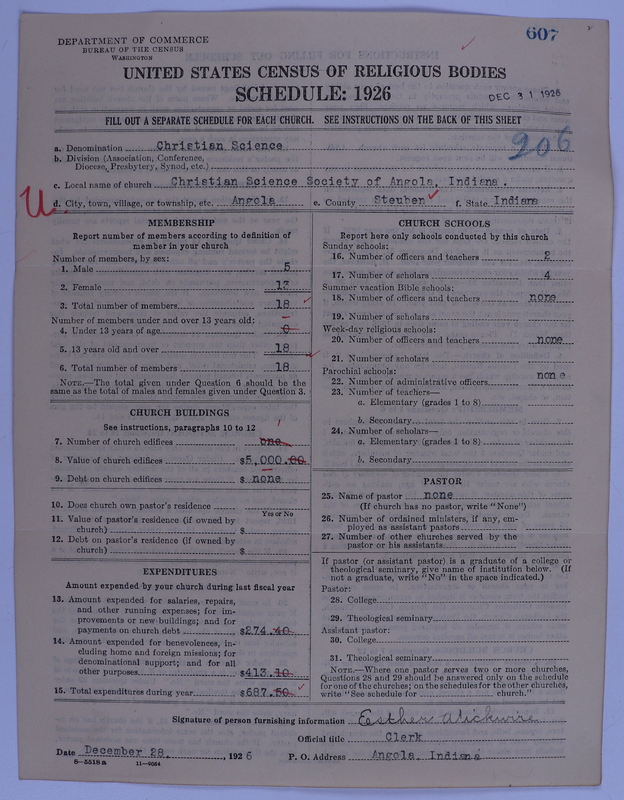 607
DEPARTMENT OF COMMERCE
BUREAU OF THE CENSUS
WASHINGTON
UNITED STATES CENSUS OF RELIGIOUS BODIES
SCHEDULE: 1926
DEC 31 1926
FILL OUT A SEPARATE SCHEDULE FOR EACH CHURCH. SEE INSTRUCTIONS ON THE BACK OF THIS SHEET
206
a. Denomination Christian Science
b. Division (Association, Conference, Diocese, Presbytery, Synod, etc.)
c. Local name of church Christian Science Society of Angola, Indiana.
U
d. City, town, village, or township, etc. Angola e. County Steuben f. State Indiana
MEMBERSHIP
Report number of members according to definition of
member in your church
Number of members, by sex:
1. Male 5
2. Female 13
3. Total number of members 18
Number of members under and over 13 years old:
4. Under 13 years of age 0
5. 13 years old and over 18
6. Total number of members 18
NOTE.—The total given under Question 6 should be the
same as the total of males and females given under Question 3.
CHURCH BUILDINGS
See instructions, paragraphs 10 to 12
7. Number of church edifices one 1
8. Value of church edifices $5,000.00
9. Debt on church edifices $ none
10. Does church own pastor's residence
Yes or No
11. Value of pastor's residence (if owned by
church) $
12. Debt on pastor's residence (if owned by
church) $
EXPENDITURES
Amount expended by your church during last fiscal year
13. Amount expended for salaries, repairs,
and other running expenses; for im-
provements or new buildings; and for
payments on church debt $274.40
14. Amount expended for benevolences, in-
cluding home and foreign missions; for
denominational support; and for all
other purposes $413.10
15. Total expenditures during year $687.50
CHURCH SCHOOLS
Report here only schools conducted by this church
Sunday schools:
16. Number of officers and teachers 2
17. Number of scholars 4
Summer vacation Bible schools:
18. Number of officers and teachers none
19. Number of scholars
Week-day religious schools:
20. Number of officers and teachers none
21. Number of scholars
Parochial schools:
22. Number of administrative officers none
23. Number of teachers—
a. Elementary (grades 1 to 8)
b. Secondary
24. Number of scholars—
a. Elementary (grades 1 to 8)
b. Secondary
PASTOR
25. Name of pastor none
(If church has no pastor, write "None")
26. Number of ordained ministers, if any, em-
ployed as assistant pastors
27. Number of other churches served by the
pastor or his assistants
If pastor (or assistant pastor) is a graduate of a college or
theological seminary, give name of institution below. (If
not a graduate, write "No" in the space indicated.)
Pastor:
28. College
29. Theological seminary
Assistant pastor:
30. College
31. Theological seminary
NOTE.—Where one pastor serves two or more churches,
Questions 28 and 29 should be answered only on the schedule
for one of the churches; on the schedules for the other churches,
write "See schedule for church."
Signature of person furnishing information Esther
Official title Clerk
Date December 28, 1926 P. O. Address Angola, Indiana
8-5518a 11-9064